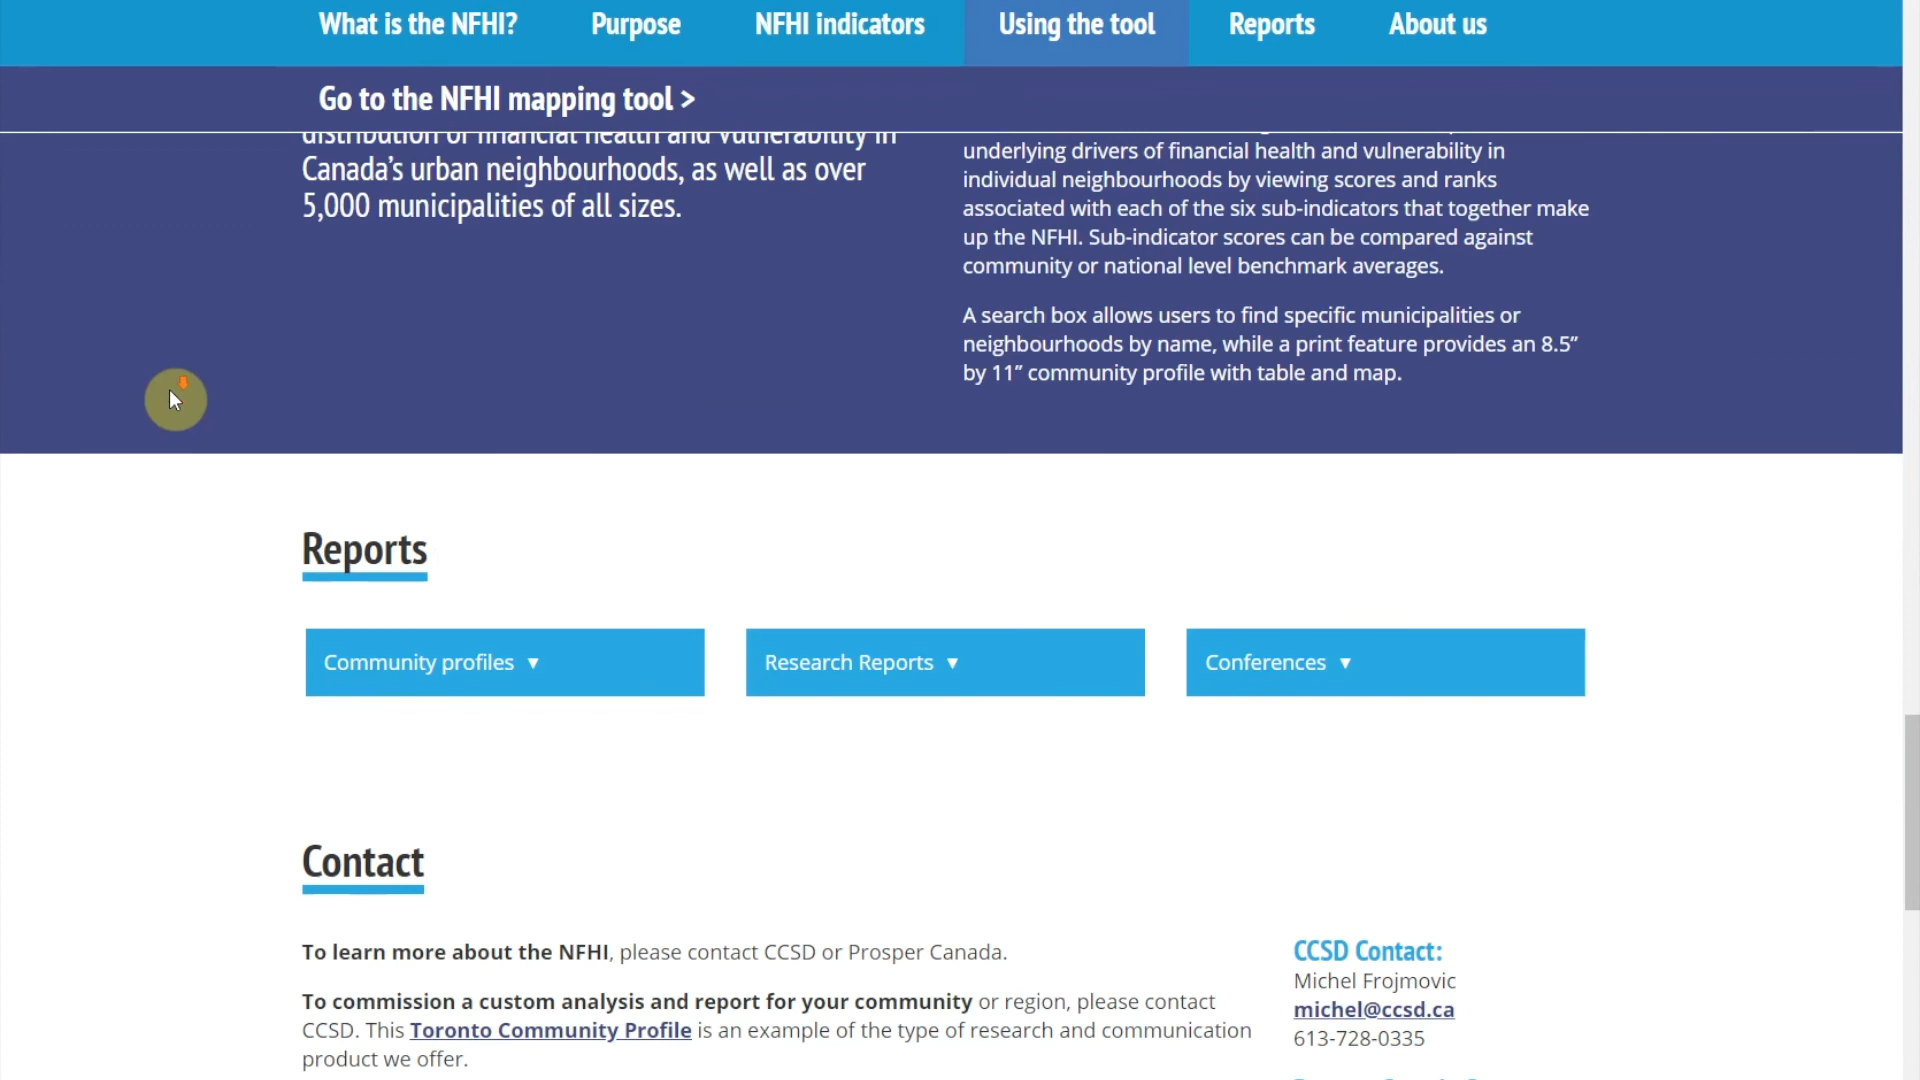 What is the NFHI? Purpose NFHI indicators Using the tool Reports About us
Go to the NFHI mapping tool >
distribution of financial health and vulnerability in
Canada's urban neighbourhoods, as well as over
5,000 municipalities of all sizes.
underlying drivers of financial health and vulnerability in
individual neighbourhoods by viewing scores and ranks
associated with each of the six sub-indicators that together make
up the NFHI. Sub-indicator scores can be compared against
community or national level benchmark averages.
A search box allows users to find specific municipalities or
neighbourhoods by name, while a print feature provides an 8.5”
by 11” community profile with table and map.
Reports
Community profiles ▼
Research Reports ▼
Conferences ▼
Contact
To learn more about the NFHI, please contact CCSD or Prosper Canada.
To commission a custom analysis and report for your community or region, please contact
CCSD. This Toronto Community Profile is an example of the type of research and communication
product we offer.
CCSD Contact:
Michel Frojmovic
michel@ccsd.ca
613-728-0335